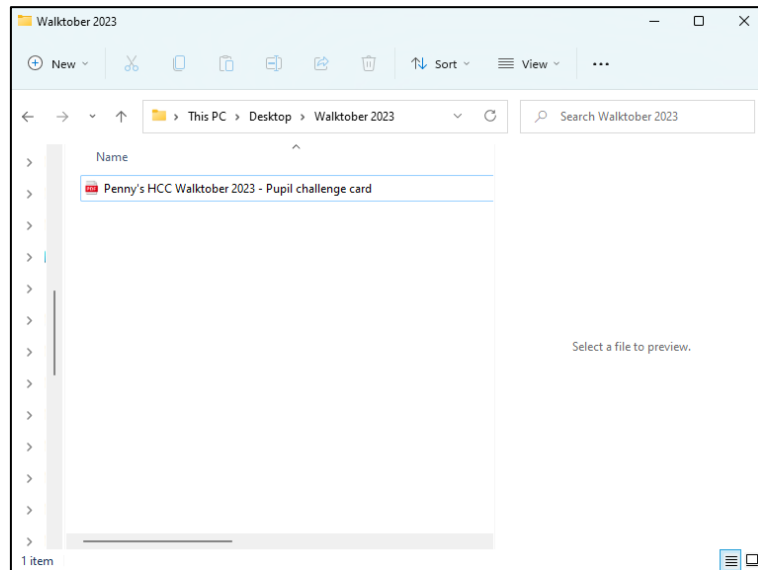 Walktober 2023
New Sort View
This PC > Desktop > Walktober 2023 Search Walktober 2023
Name
PDF Penny's HCC Walktober 2023 - Pupil challenge card
Select a file to preview.
1 item